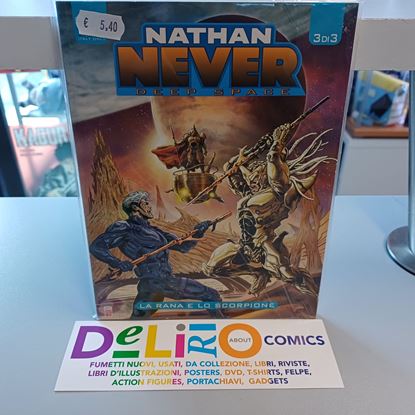 € 5.40
NATHAN
NEVER
DEEP SPACE
3 DI 3
LA RANA E LO SCORPIONE
DeLiRiO ABOUT COMICS
FUMETTI NUOVI, USATI, DA COLLEZIONE, LIBRI, RIVISTE,
LIBRI D'ILLUSTRAZIONI, POSTERS, DVD, T-SHIRTS, FELPE,
ACTION FIGURES, PORTACHIAVI, GADGETS